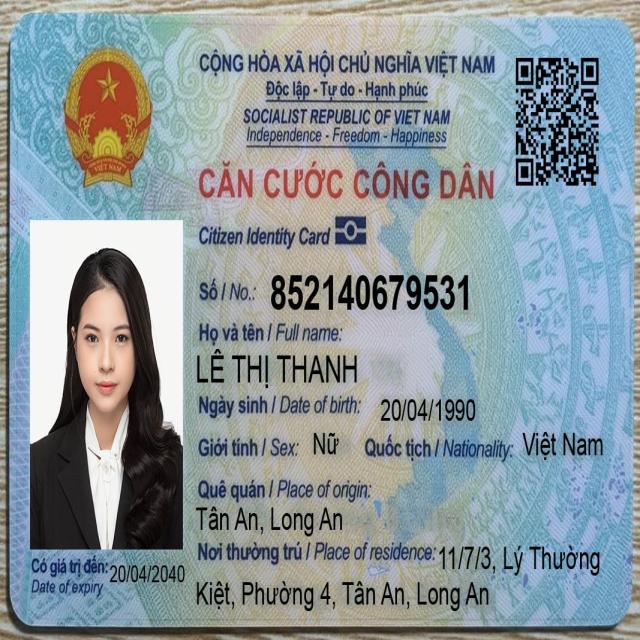 CỘNG HÒA XÃ HỘI CHỦ NGHĨA VIỆT NAM
Độc lập - Tự do - Hạnh phúc
SOCIALIST REPUBLIC OF VIET NAM
Independence - Freedom - Happiness
CĂN CƯỚC CÔNG DÂN
Citizen Identity Card
Số / No.: 852140679531
Họ và tên / Full name:
LÊ THỊ THANH
Ngày sinh / Date of birth: 20/04/1990
Giới tính / Sex: Nữ Quốc tịch / Nationality: Việt Nam
Quê quán / Place of origin:
Tân An, Long An
Nơi thường trú / Place of residence: 11/7/3, Lý Thường
Kiệt, Phường 4, Tân An, Long An
Có giá trị đến: 20/04/2040
Date of expiry
VIỆT NAM